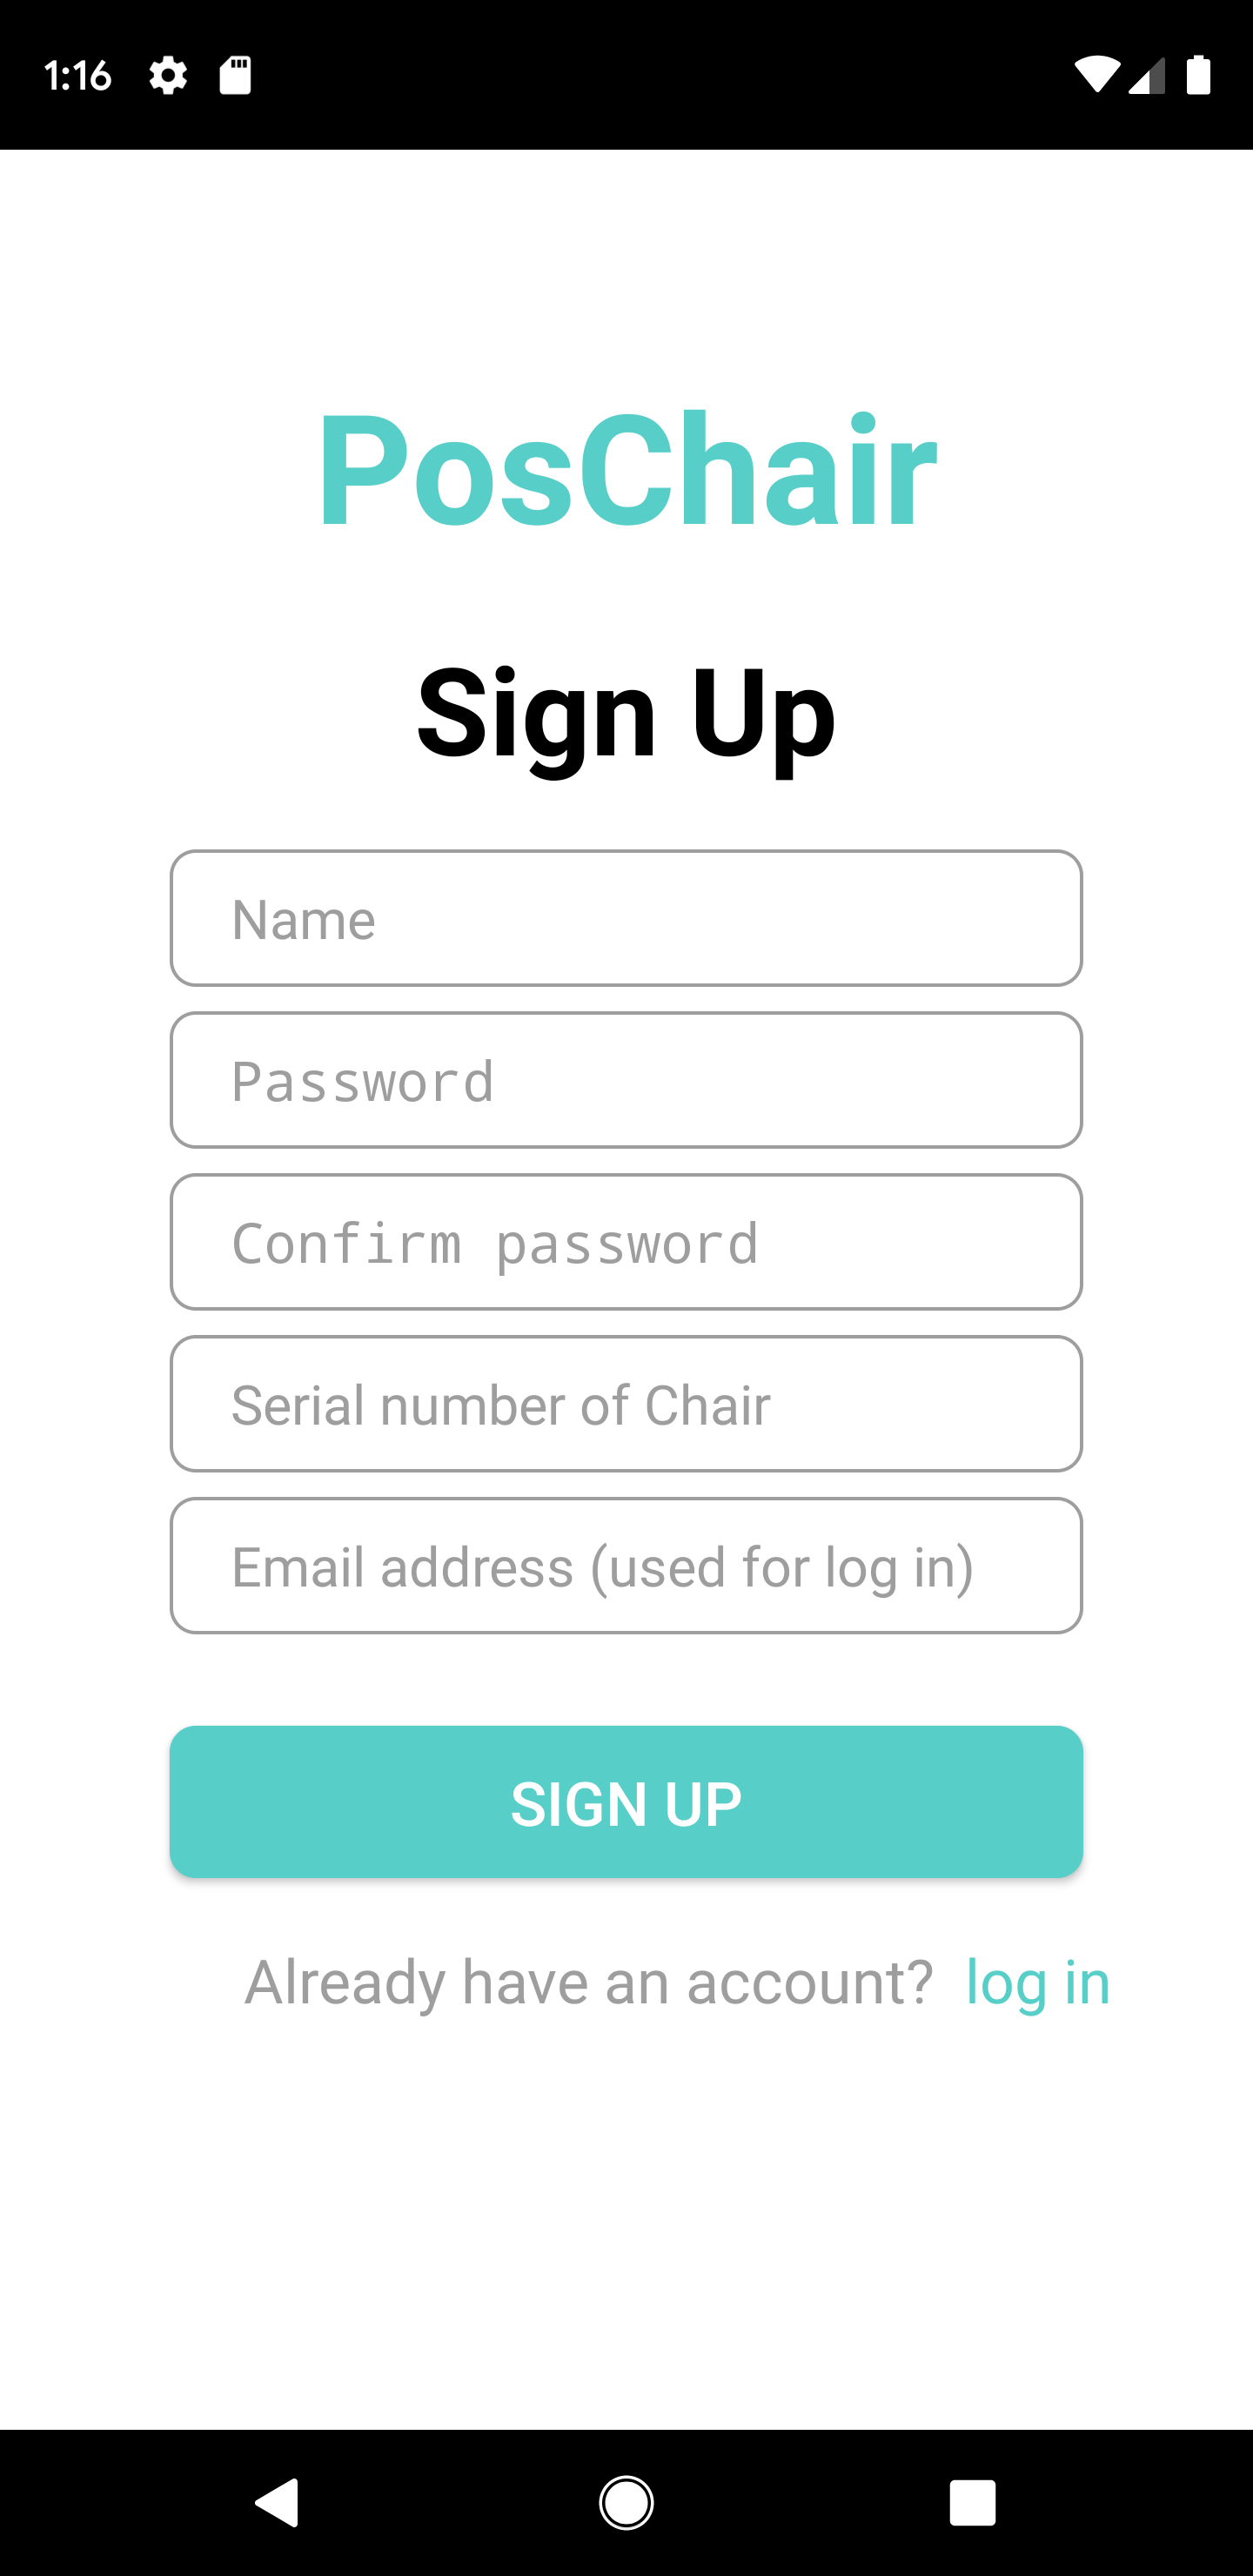 1:16
PosChair
Sign Up
Name
Password
Confirm password
Serial number of Chair
Email address (used for log in)
SIGN UP
Already have an account? log in